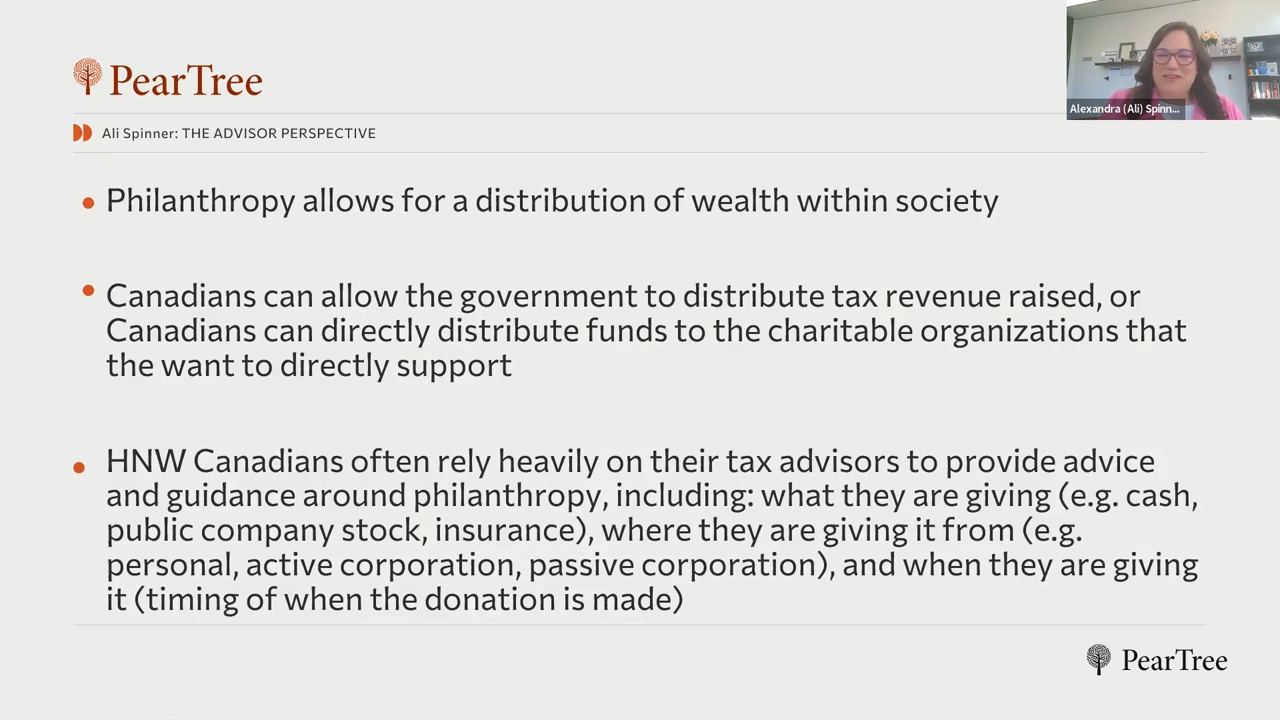 PearTree
Alexandra (Ali) Spinn...
Ali Spinner: THE ADVISOR PERSPECTIVE
• Philanthropy allows for a distribution of wealth within society
• Canadians can allow the government to distribute tax revenue raised, or
Canadians can directly distribute funds to the charitable organizations that
the want to directly support
• HNW Canadians often rely heavily on their tax advisors to provide advice
and guidance around philanthropy, including: what they are giving (e.g. cash,
public company stock, insurance), where they are giving it from (e.g.
personal, active corporation, passive corporation), and when they are giving
it (timing of when the donation is made)
PearTree